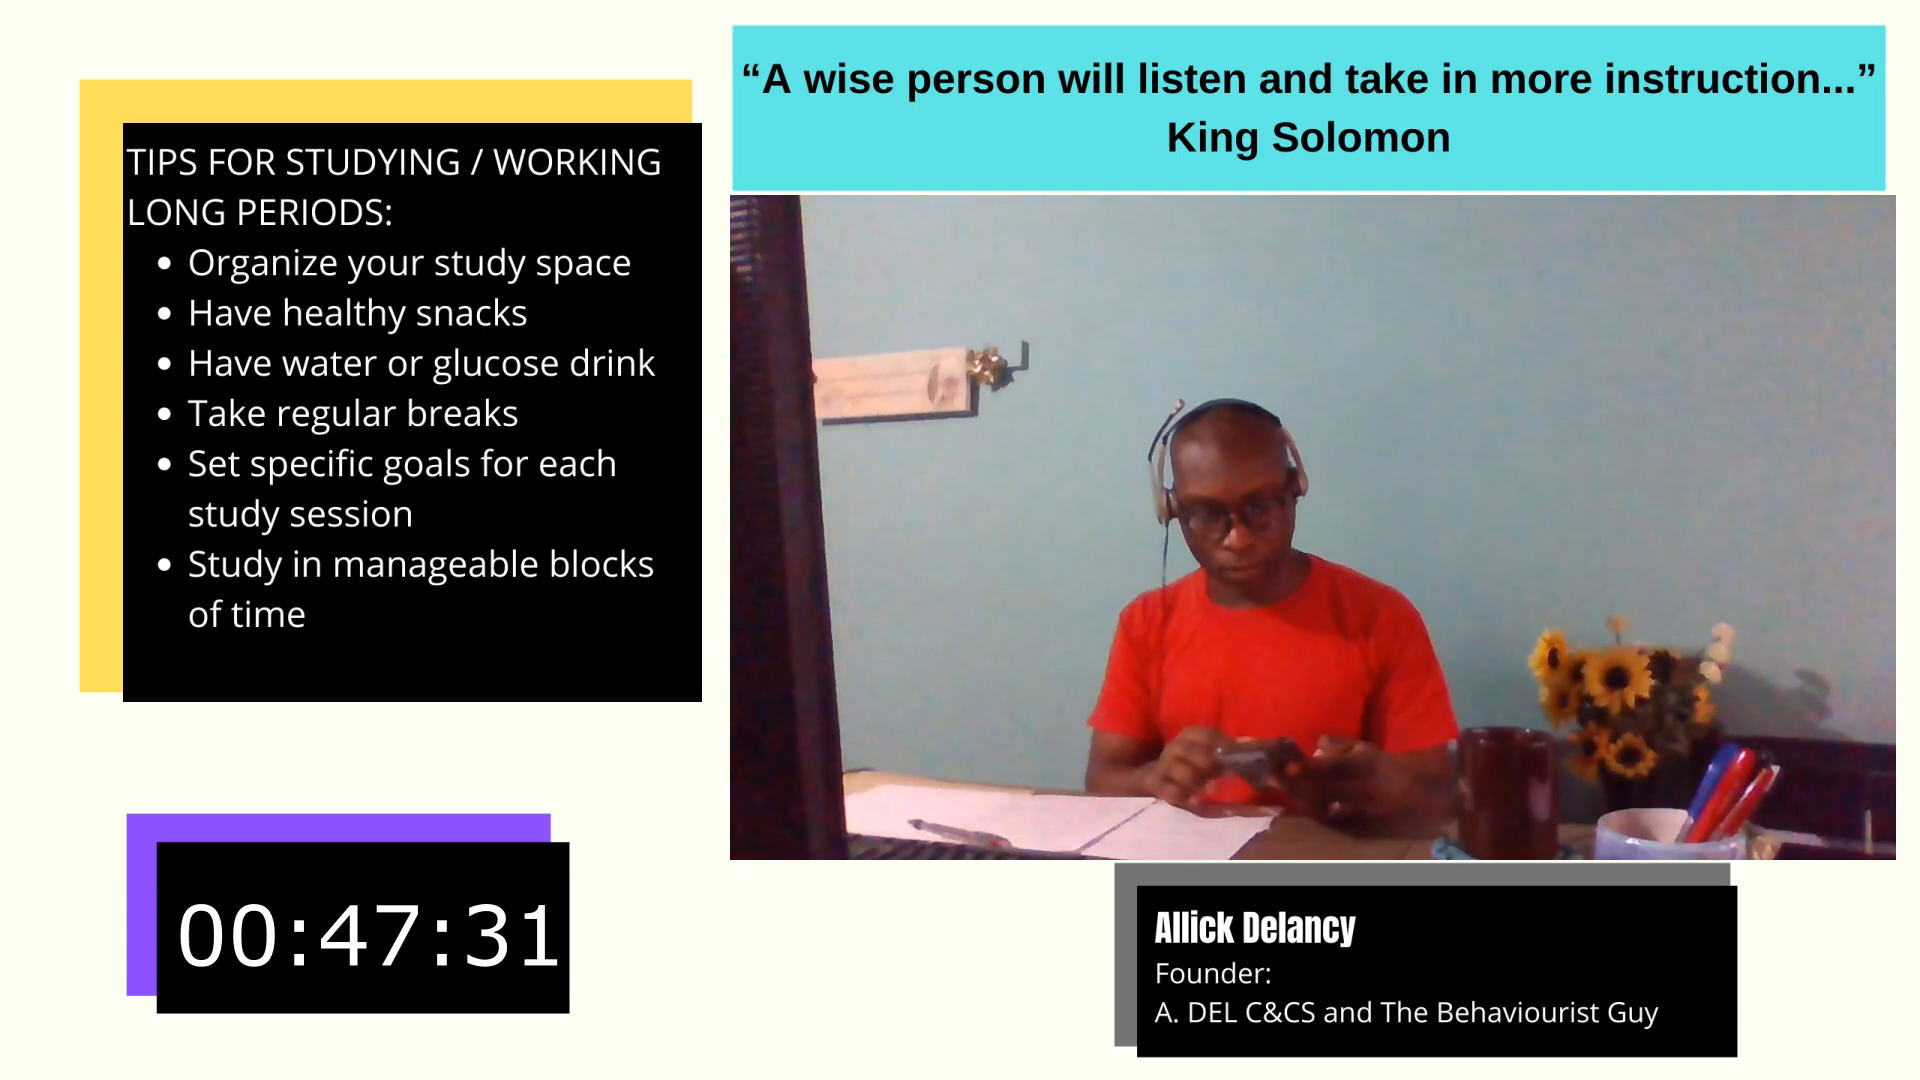 “A wise person will listen and take in more instruction...”
King Solomon
TIPS FOR STUDYING / WORKING
LONG PERIODS:
• Organize your study space
• Have healthy snacks
• Have water or glucose drink
• Take regular breaks
• Set specific goals for each
study session
• Study in manageable blocks
of time
00:47:31
Allick Delancy
Founder:
A. DEL C&CS and The Behaviourist Guy